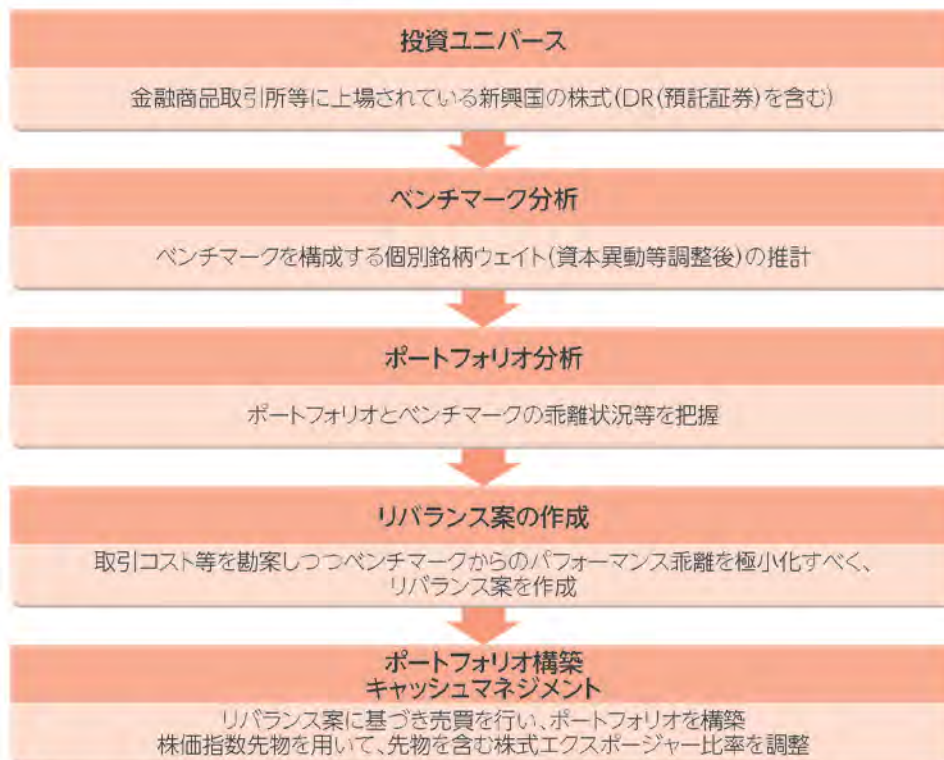 投資ユニバース
金融商品取引所等に上場されている新興国の株式(DR(預託証券)を含む)
ベンチマーク分析
ベンチマークを構成する個別銘柄ウェイト(資本異動等調整後)の推計
ポートフォリオ分析
ポートフォリオとベンチマークの乖離状況等を把握
リバランス案の作成
取引コスト等を勘案しつつベンチマークからのパフォーマンス乖離を極小化すべく、
リバランス案を作成
ポートフォリオ構築
キャッシュマネジメント
リバランス案に基づき売買を行い、ポートフォリオを構築
株価指数先物を用いて、先物を含む株式エクスポージャー比率を調整